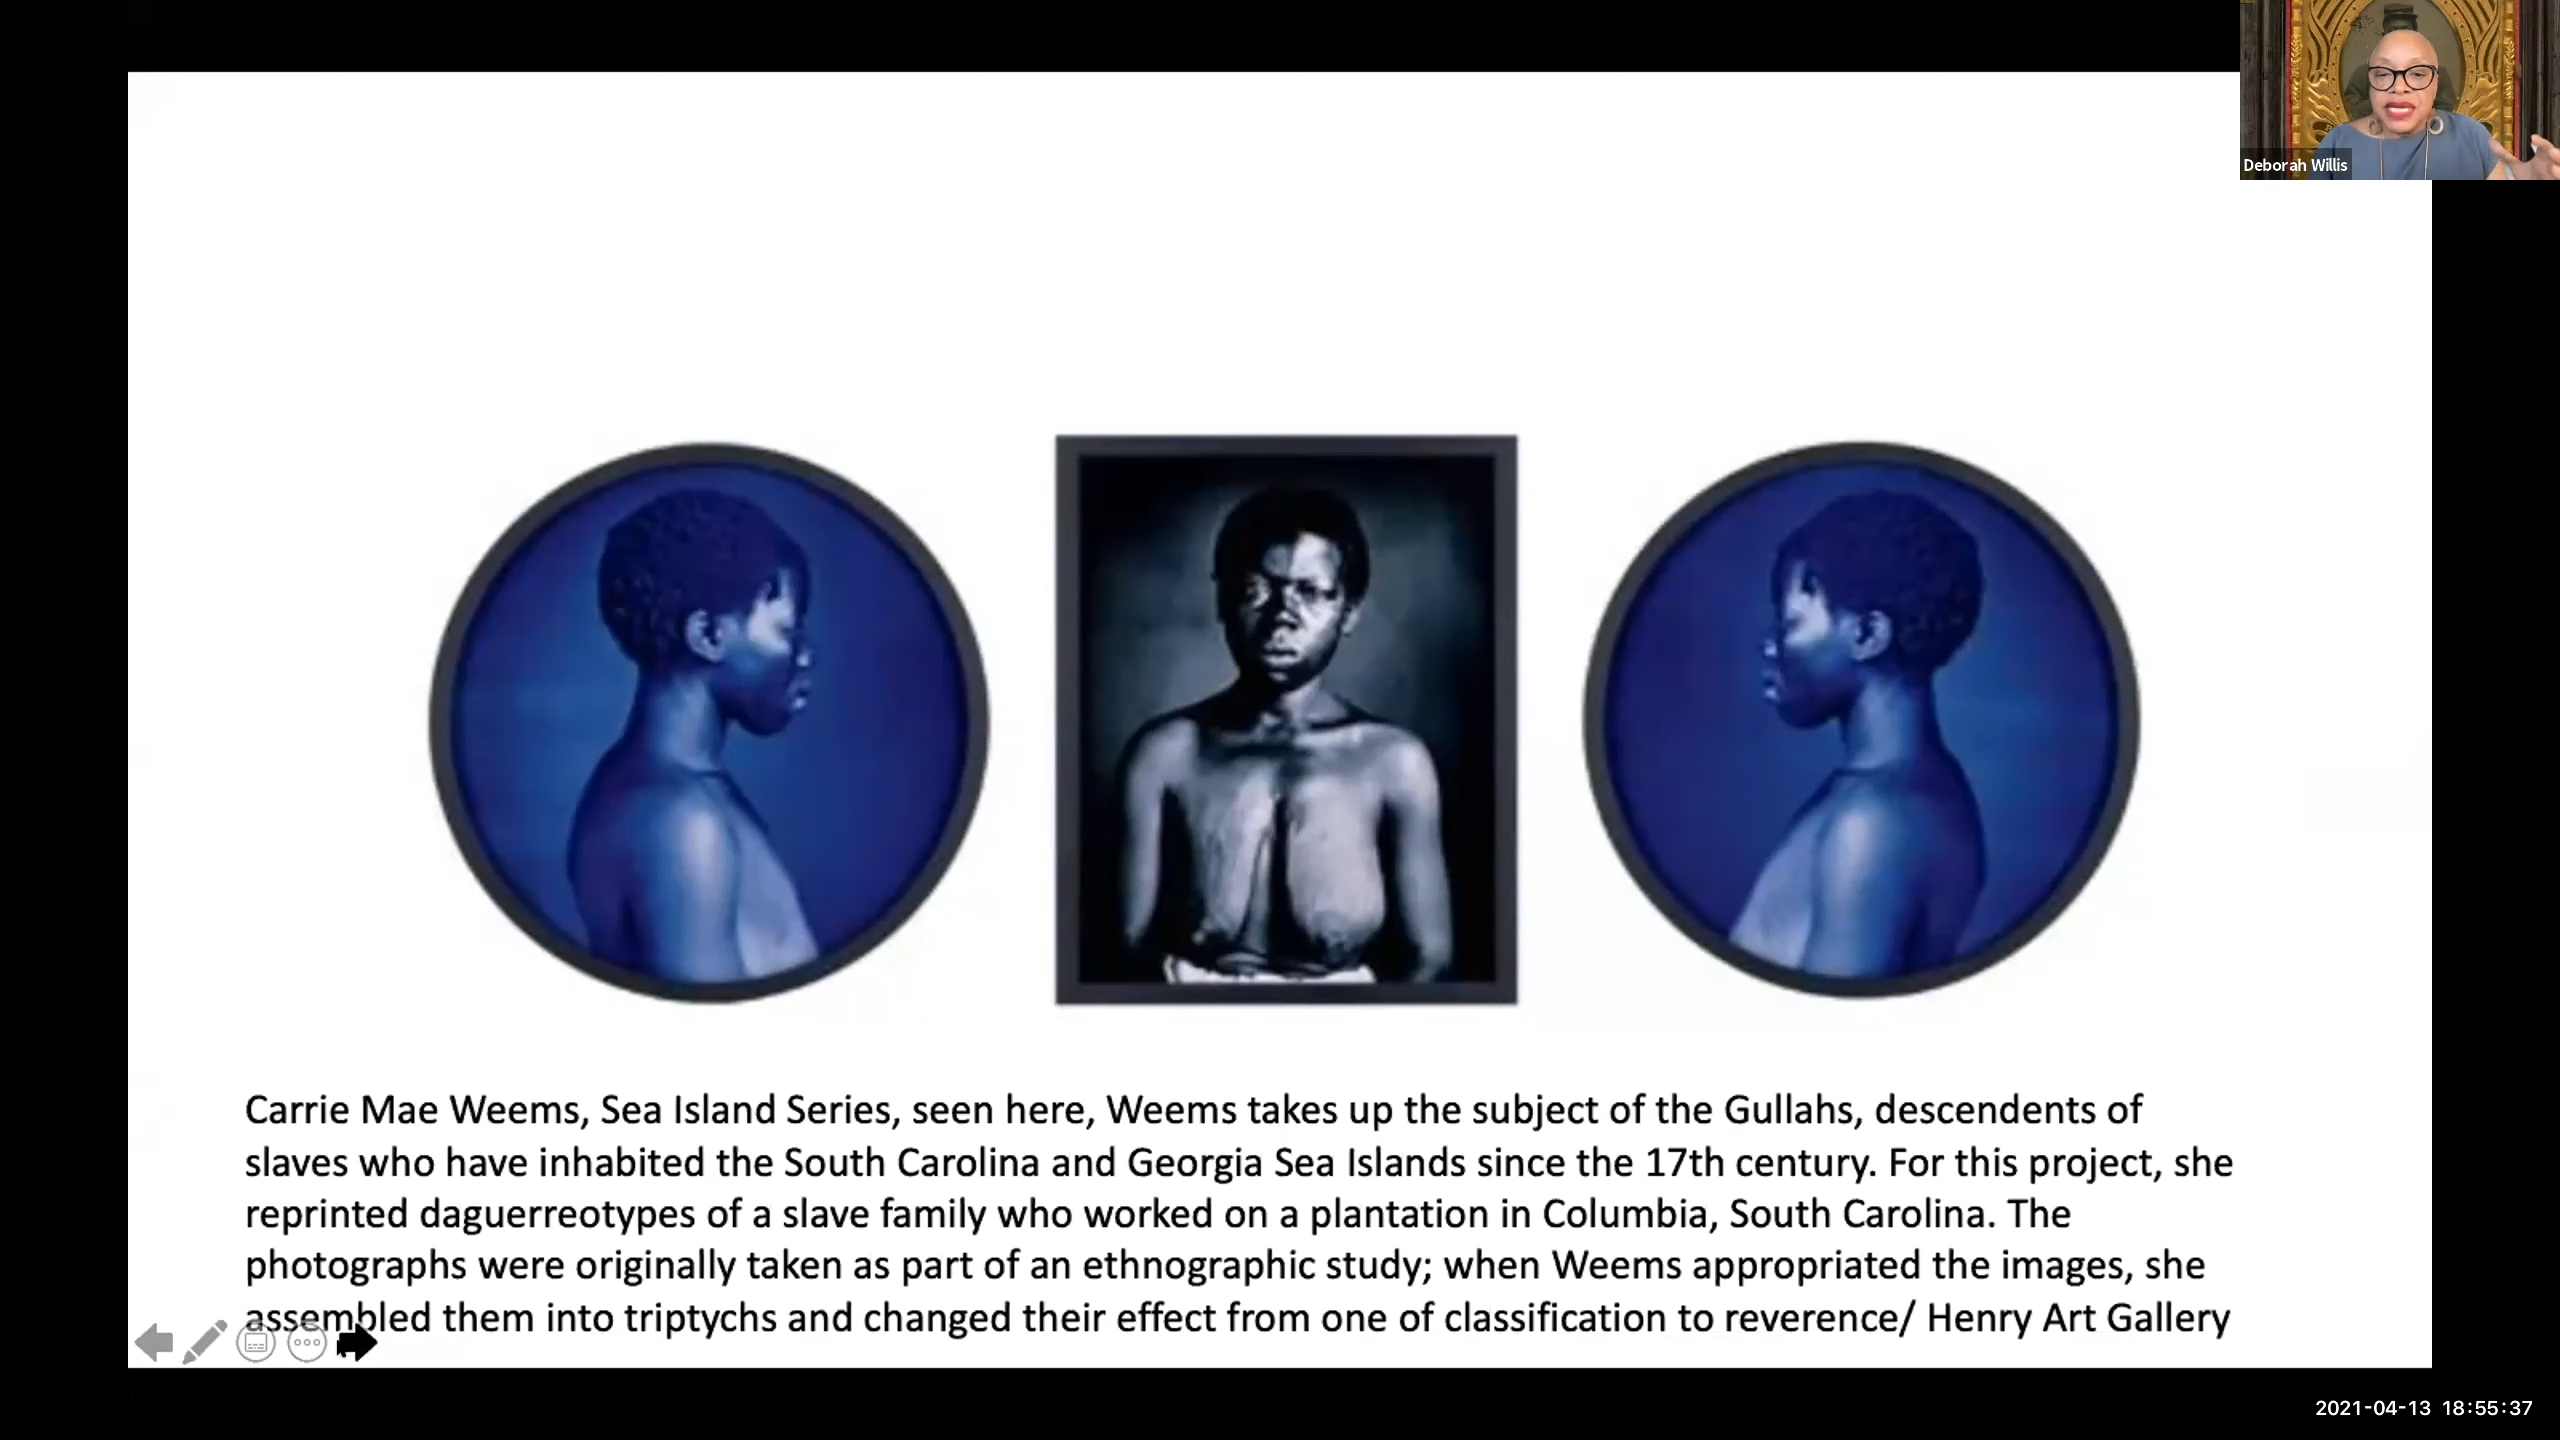 Deborah Willis
Carrie Mae Weems, Sea Island Series, seen here, Weems takes up the subject of the Gullahs, descendents of
slaves who have inhabited the South Carolina and Georgia Sea Islands since the 17th century. For this project, she
reprinted daguerreotypes of a slave family who worked on a plantation in Columbia, South Carolina. The
photographs were originally taken as part of an ethnographic study; when Weems appropriated the images, she
assembled them into triptychs and changed their effect from one of classification to reverence/ Henry Art Gallery
2021-04-13 18:55:37